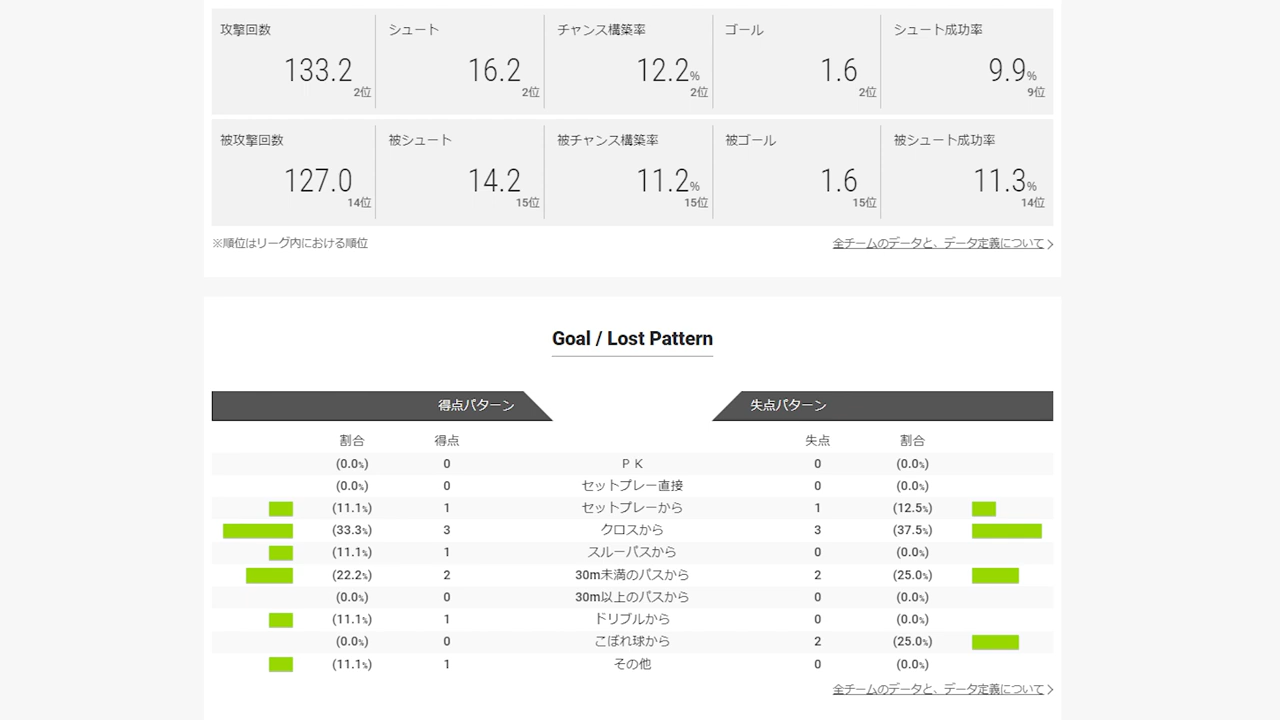 攻撃回数 シュート チャンス構築率 ゴール シュート成功率
133.2 16.2 12.2% 1.6 9.9%
2位 2位 2位 2位 9位
被攻撃回数 被シュート 被チャンス構築率 被ゴール 被シュート成功率
127.0 14.2 11.2% 1.6 11.3%
14位 15位 15位 15位 14位
※順位はリーグ内における順位 全チームのデータと、データ定義について
Goal / Lost Pattern
得点パターン 失点パターン
割合 得点 失点 割合
(0.0%) 0 ＰＫ 0 (0.0%)
(0.0%) 0 セットプレー直接 0 (0.0%)
(11.1%) 1 セットプレーから 1 (12.5%)
(33.3%) 3 クロスから 3 (37.5%)
(11.1%) 1 スルーパスから 0 (0.0%)
(22.2%) 2 30m未満のパスから 2 (25.0%)
(0.0%) 0 30m以上のパスから 0 (0.0%)
(11.1%) 1 ドリブルから 0 (0.0%)
(0.0%) 0 こぼれ球から 2 (25.0%)
(11.1%) 1 その他 0 (0.0%)
全チームのデータと、データ定義について